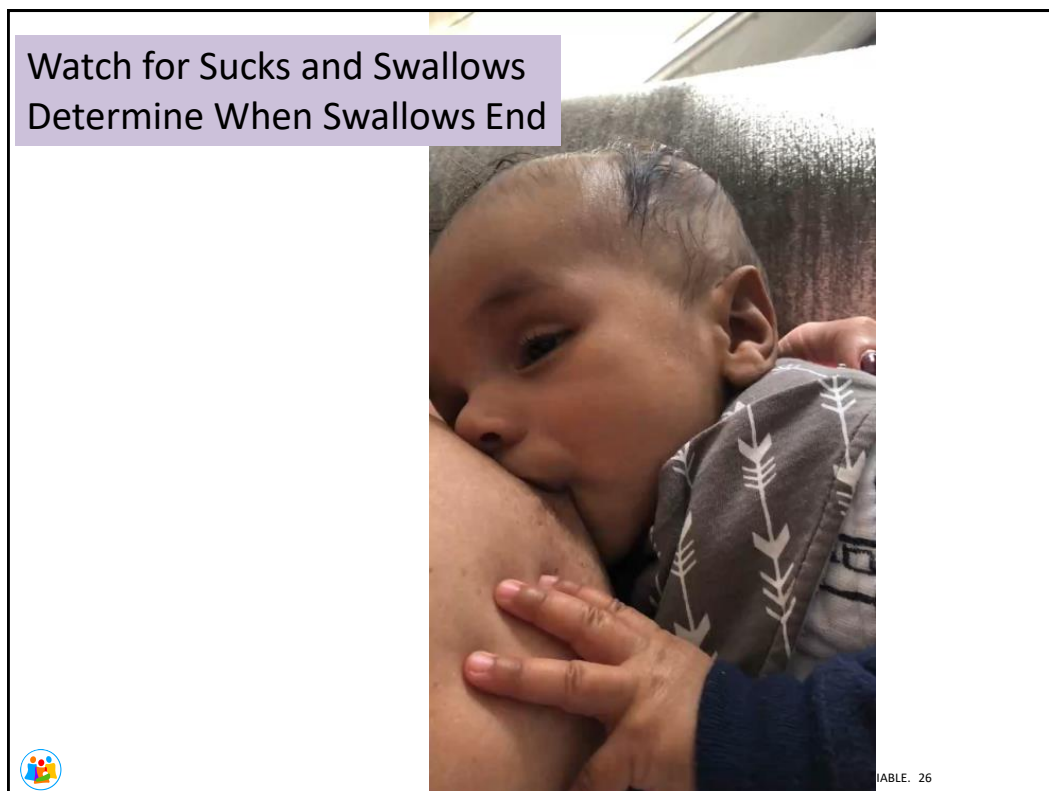 Watch for Sucks and Swallows
Determine When Swallows End
IABLE. 26